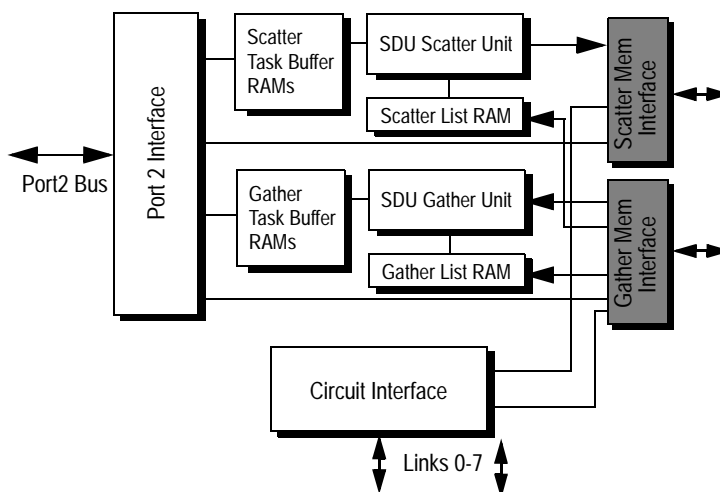 Scatter
Task Buffer
RAMs
SDU Scatter Unit
Scatter List RAM
Scatter Mem
Interface
Port2 Bus
Port 2 Interface
Gather
Task Buffer
RAMs
SDU Gather Unit
Gather List RAM
Gather Mem
Interface
Circuit Interface
Links 0-7